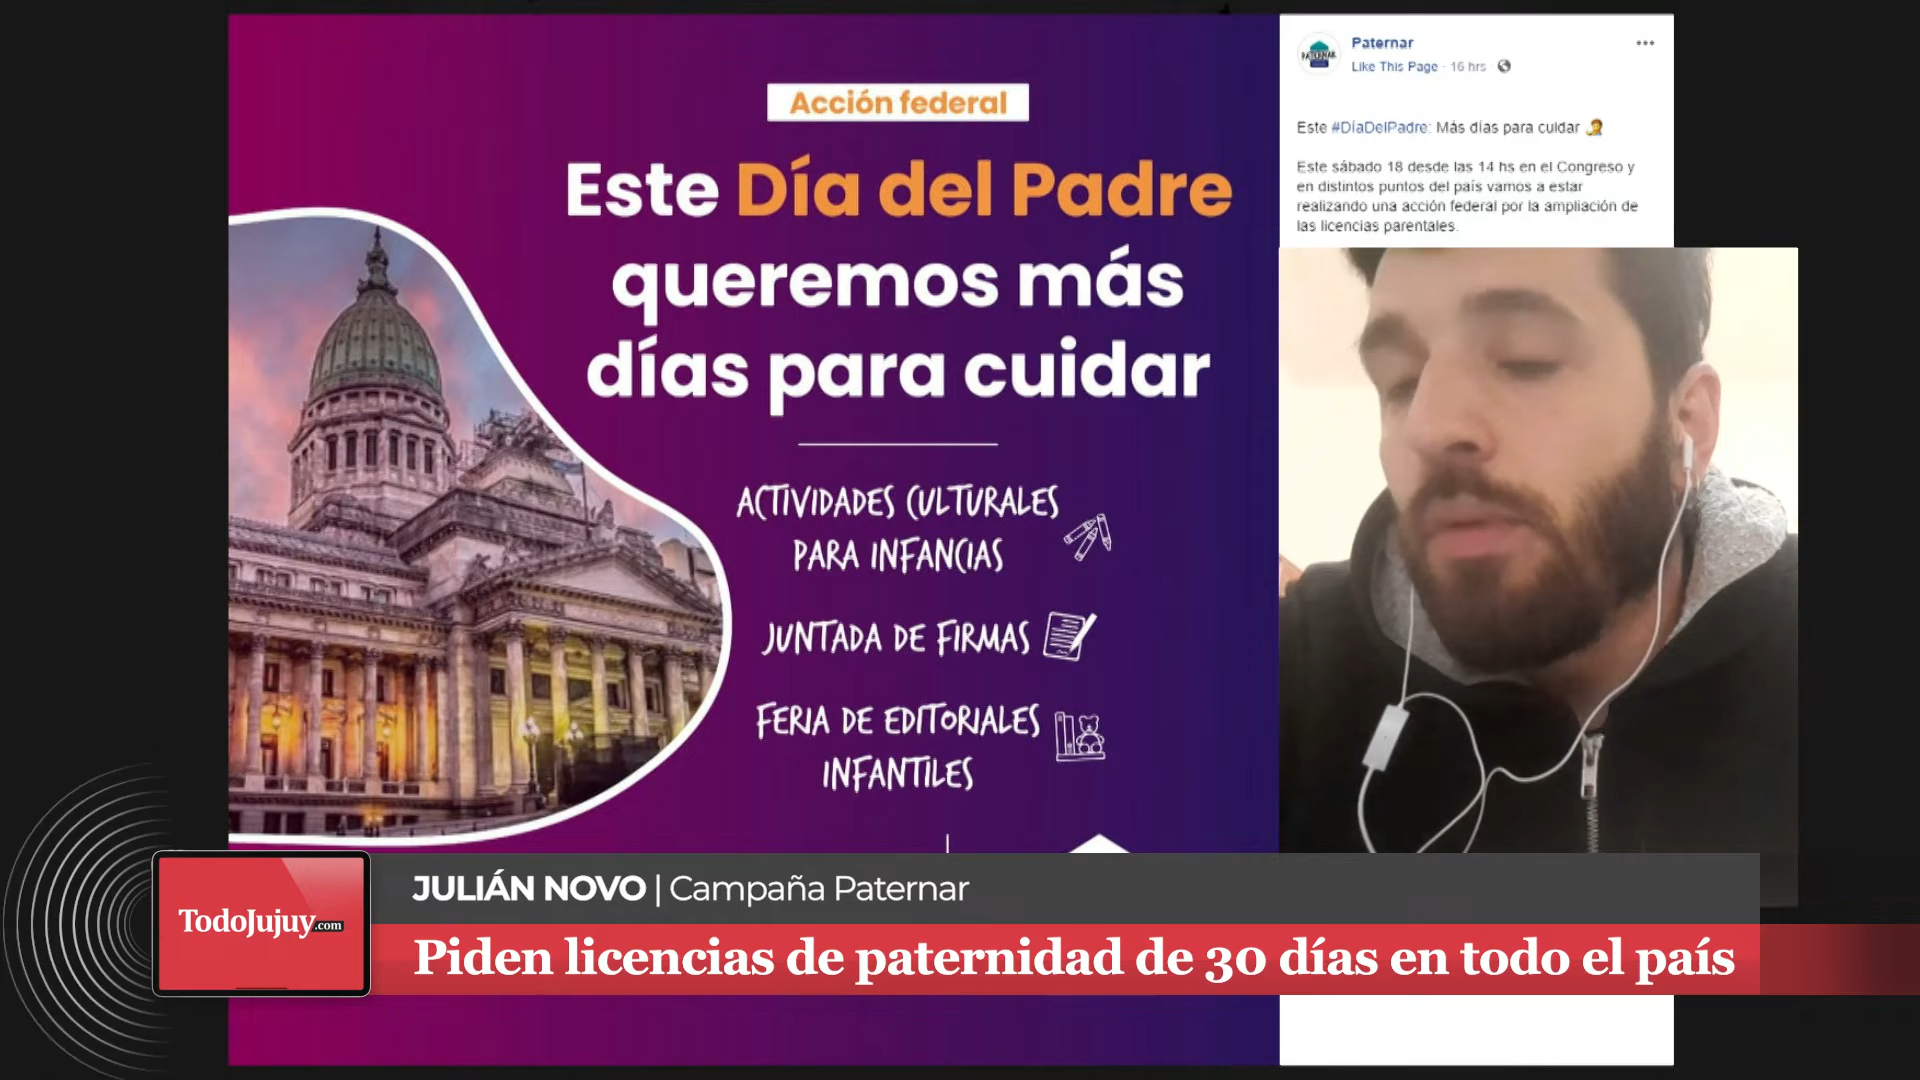 Acción federal
Este Día del Padre
queremos más
días para cuidar
ACTIVIDADES CULTURALES
PARA INFANCIAS
JUNTADA DE FIRMAS
FERIA DE EDITORIALES
INFANTILES
PATERNAR
Paternar
Like This Page · 16 hrs ·
Este #DíaDelPadre: Más días para cuidar
Este sábado 18 desde las 14 hs en el Congreso y
en distintos puntos del país vamos a estar
realizando una acción federal por la ampliación de
las licencias parentales.
TodoJujuy.com
JULIÁN NOVO | Campaña Paternar
Piden licencias de paternidad de 30 días en todo el país